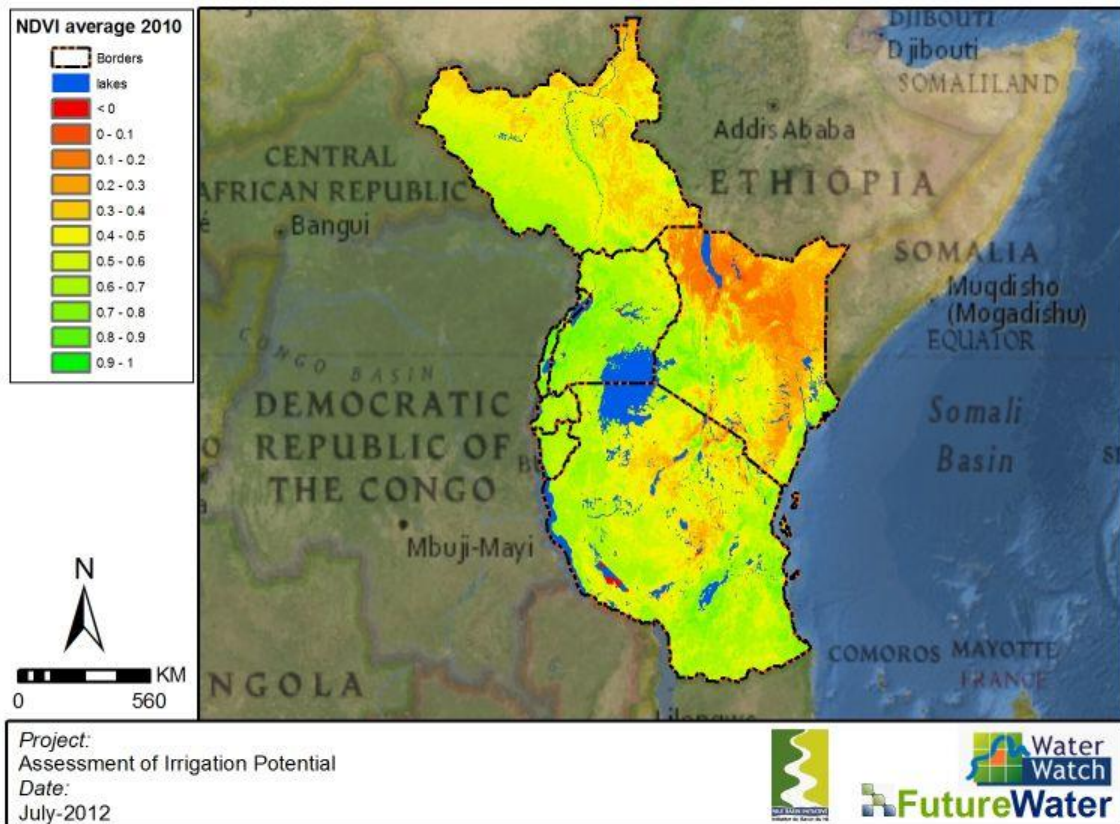 NDVI average 2010
Borders
lakes
< 0
0 - 0.1
0.1 - 0.2
0.2 - 0.3
0.3 - 0.4
0.4 - 0.5
0.5 - 0.6
0.6 - 0.7
0.7 - 0.8
0.8 - 0.9
0.9 - 1
DJIBOUTI
Djibouti
SOMALILAND
Addis Ababa
ETHIOPIA
CENTRAL
AFRICAN REPUBLIC
Bangui
SOMALIA
Muqdisho
(Mogadishu)
EQUATOR
CONGO BASIN
DEMOCRATIC
REPUBLIC OF
THE CONGO
Somali
Basin
Mbuji-Mayi
N
KM
0 560
NGOLA
COMOROS
MAYOTTE
FRANCE
Project:
Assessment of Irrigation Potential
Date:
July-2012
NILE BASIN INITIATIVE
Water
Watch
FutureWater